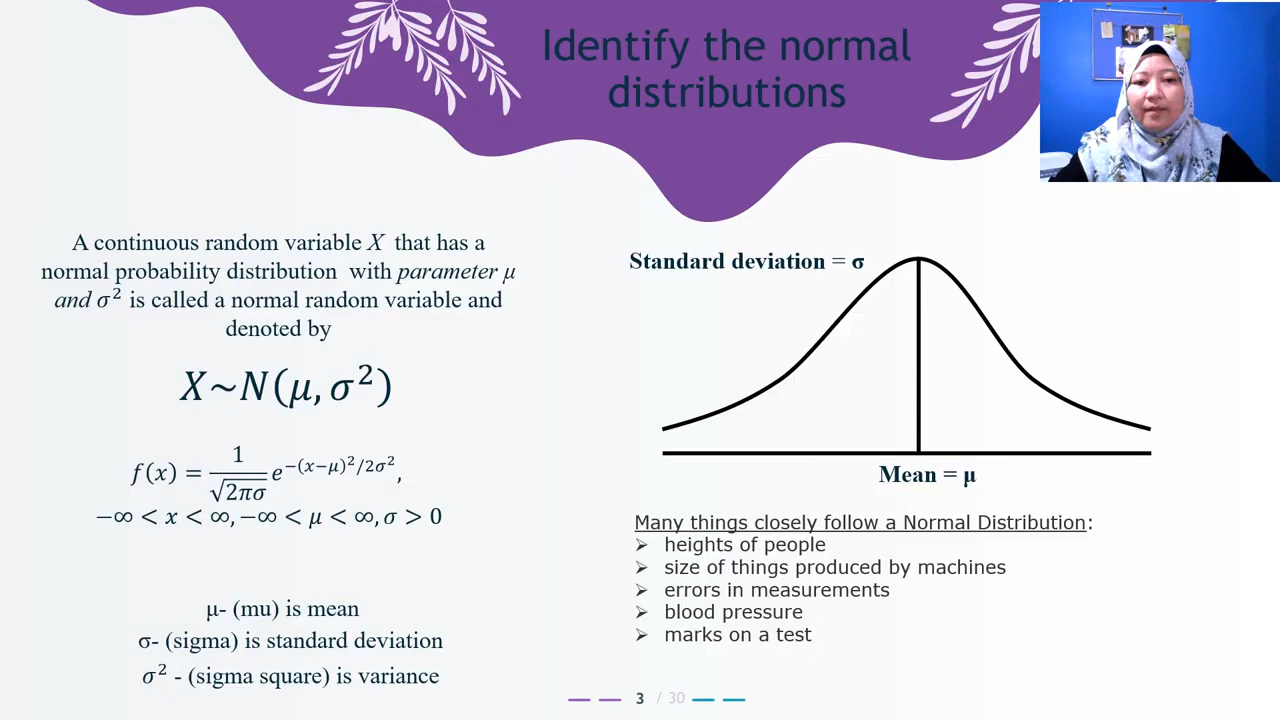 Identify the normal
distributions
A continuous random variable X that has a
normal probability distribution with parameter μ
and σ² is called a normal random variable and
denoted by
X~N(μ, σ²)
f(x) = 1/√2πσ e^−(x−μ)²/2σ²,
−∞ < x < ∞, −∞ < μ < ∞, σ > 0
μ- (mu) is mean
σ- (sigma) is standard deviation
σ² - (sigma square) is variance
Standard deviation = σ
Mean = μ
Many things closely follow a Normal Distribution:
➢ heights of people
➢ size of things produced by machines
➢ errors in measurements
➢ blood pressure
➢ marks on a test
3 / 30